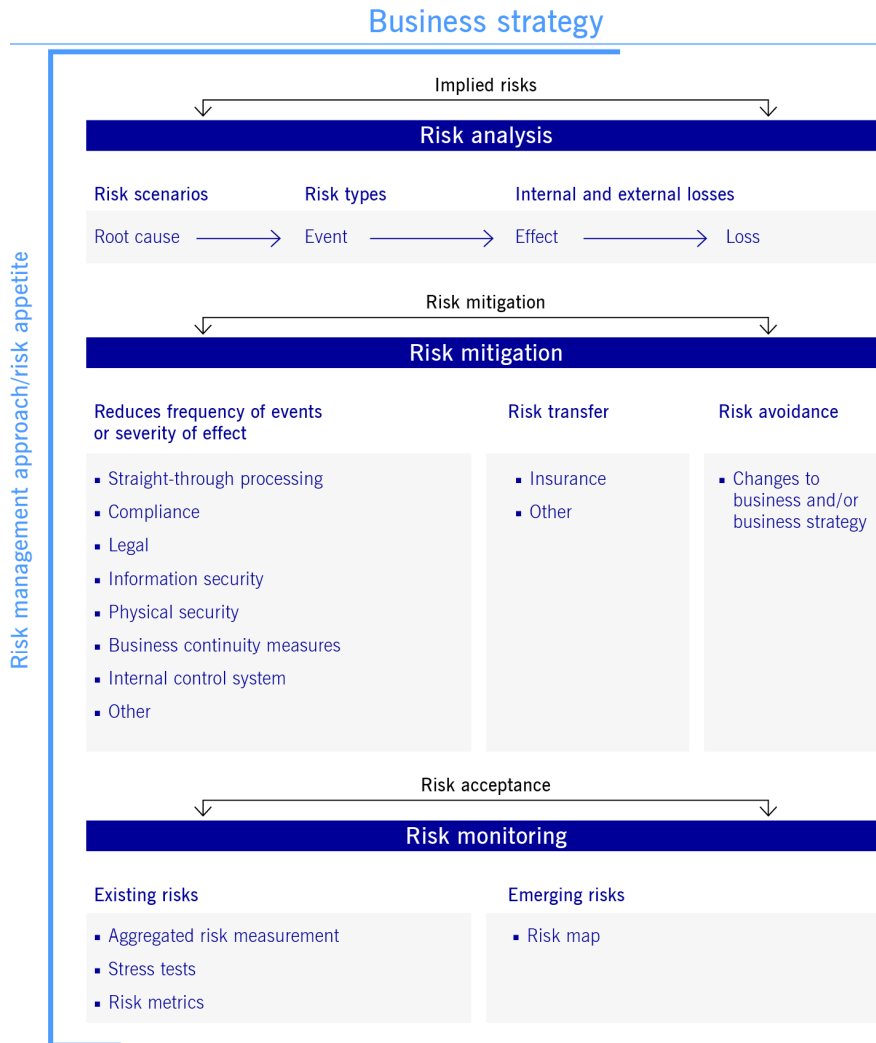 Business strategy
Risk management approach/risk appetite
Implied risks
Risk analysis
Risk scenarios
Risk types
Internal and external losses
Root cause
Event
Effect
Loss
Risk mitigation
Risk mitigation
Reduces frequency of events
or severity of effect
▪ Straight-through processing
▪ Compliance
▪ Legal
▪ Information security
▪ Physical security
▪ Business continuity measures
▪ Internal control system
▪ Other
Risk transfer
▪ Insurance
▪ Other
Risk avoidance
▪ Changes to
business and/or
business strategy
Risk acceptance
Risk monitoring
Existing risks
▪ Aggregated risk measurement
▪ Stress tests
▪ Risk metrics
Emerging risks
▪ Risk map